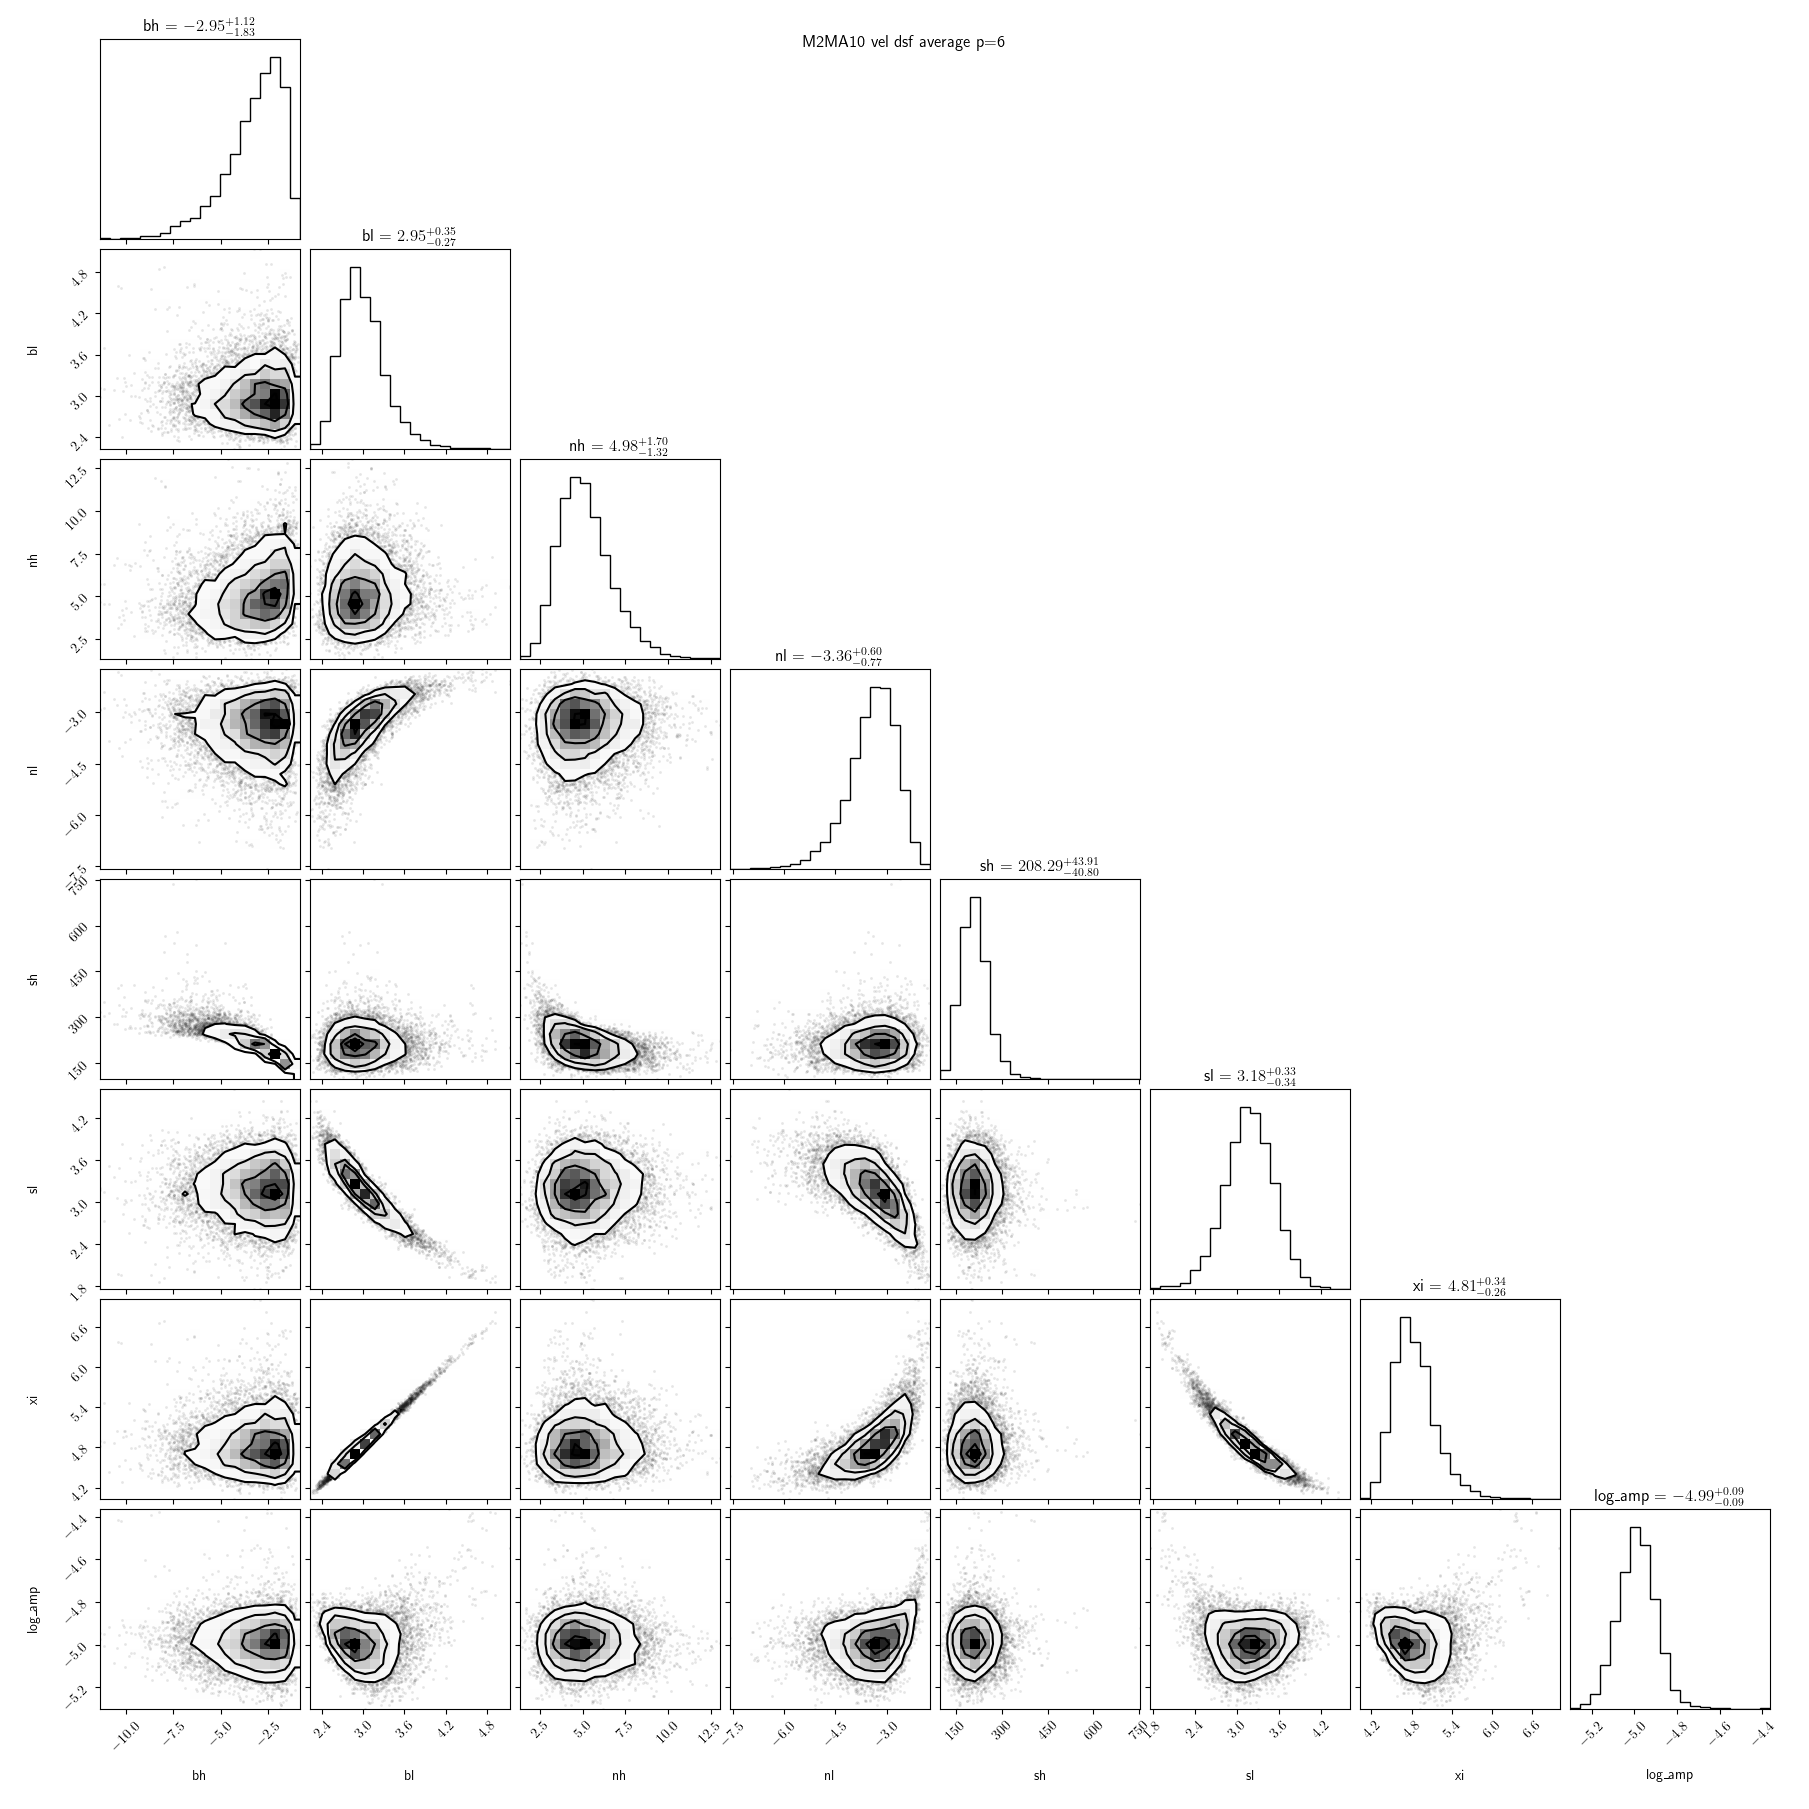 M2MA10 vel dsf average p=6
bh = −2.95 +1.12 −1.83
bl = 2.95 +0.35 −0.27
nh = 4.98 +1.70 −1.32
nl = −3.36 +0.60 −0.77
sh = 208.29 +43.91 −40.80
sl = 3.18 +0.33 −0.34
xi = 4.81 +0.34 −0.26
log_amp = −4.99 +0.09 −0.09
4.8
4.2
3.6
3.0
2.4
bl
12.5
10.0
7.5
5.0
2.5
nh
−3.0
−4.5
−6.0
−7.5
nl
750
600
450
300
150
sh
4.2
3.6
3.0
2.4
1.8
sl
6.6
6.0
5.4
4.8
4.2
xi
−4.4
−4.6
−4.8
−5.0
−5.2
log_amp
−10.0 −7.5 −5.0 −2.5
2.4 3.0 3.6 4.2 4.8
2.5 5.0 7.5 10.0 12.5
−7.5 −6.0 −4.5 −3.0
150 300 450 600 750
1.8 2.4 3.0 3.6 4.2
4.2 4.8 5.4 6.0 6.6
−5.2 −5.0 −4.8 −4.6 −4.4
bh bl nh nl sh sl xi log_amp